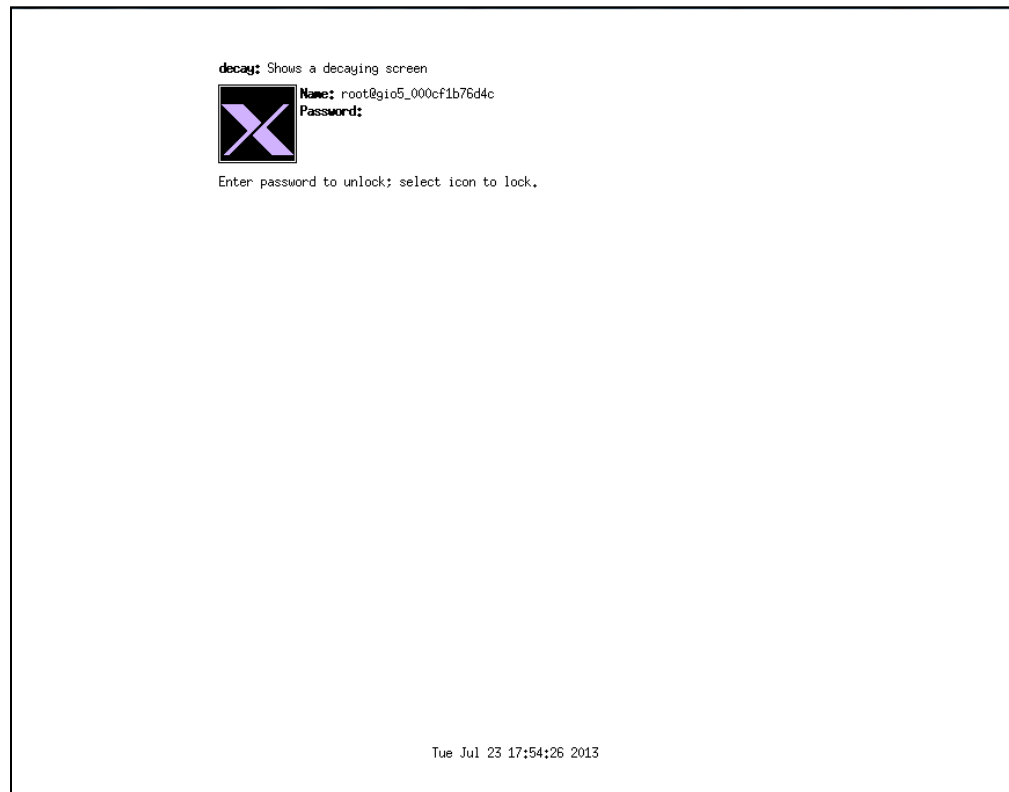 decay: Shows a decaying screen
Name: root@gio5_000cf1b76d4c
Password:
Enter password to unlock; select icon to lock.
Tue Jul 23 17:54:26 2013